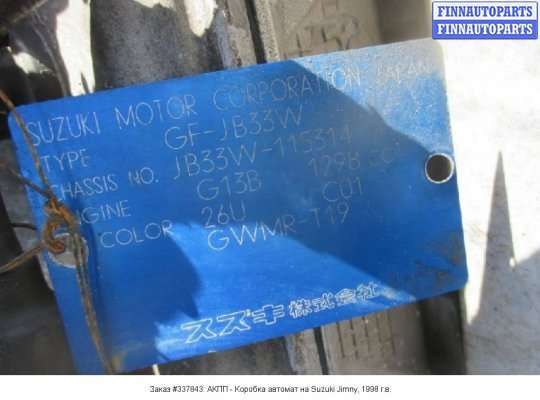 FINNAUTOPARTS
FINNAUTOPARTS
SUZUKI MOTOR CORPORATION JAPAN
TYPE GF-JB33W
CHASSIS NO. JB33W-115314
ENGINE G13B 1298 CC
COLOR 26U C01
GWMR-T19
スズキ株式会社
Заказ #337843: АКПП - Коробка автомат на Suzuki Jimny, 1998 г.в.